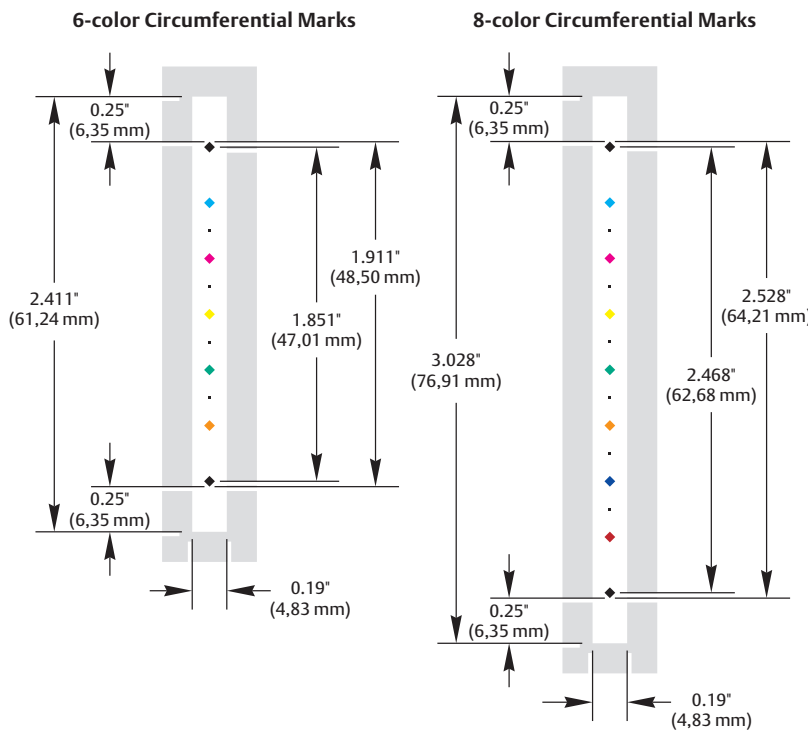 6-color Circumferential Marks
0.25"
(6,35 mm)
2.411"
(61,24 mm)
1.911"
(48,50 mm)
1.851"
(47,01 mm)
0.25"
(6,35 mm)
0.19"
(4,83 mm)
8-color Circumferential Marks
0.25"
(6,35 mm)
3.028"
(76,91 mm)
2.528"
(64,21 mm)
2.468"
(62,68 mm)
0.25"
(6,35 mm)
0.19"
(4,83 mm)